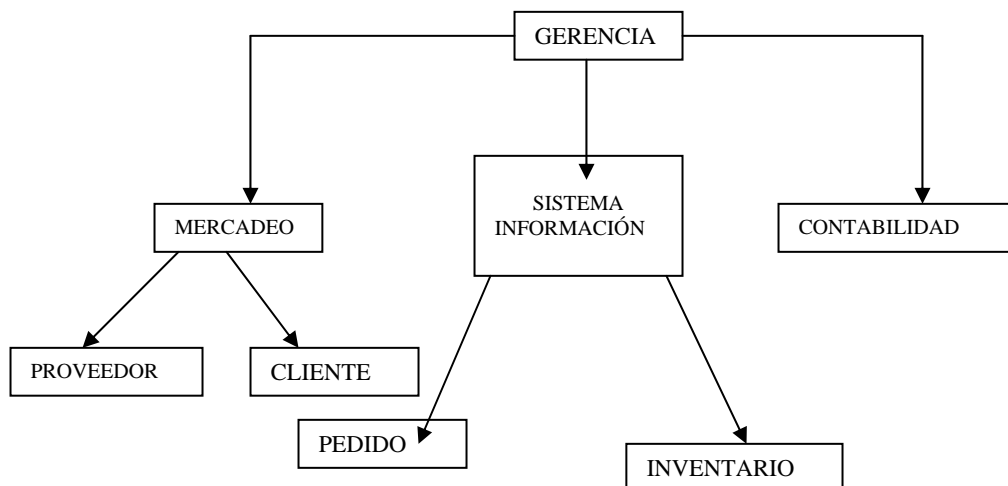 GERENCIA
MERCADEO
SISTEMA
INFORMACIÓN
CONTABILIDAD
PROVEEDOR
CLIENTE
PEDIDO
INVENTARIO